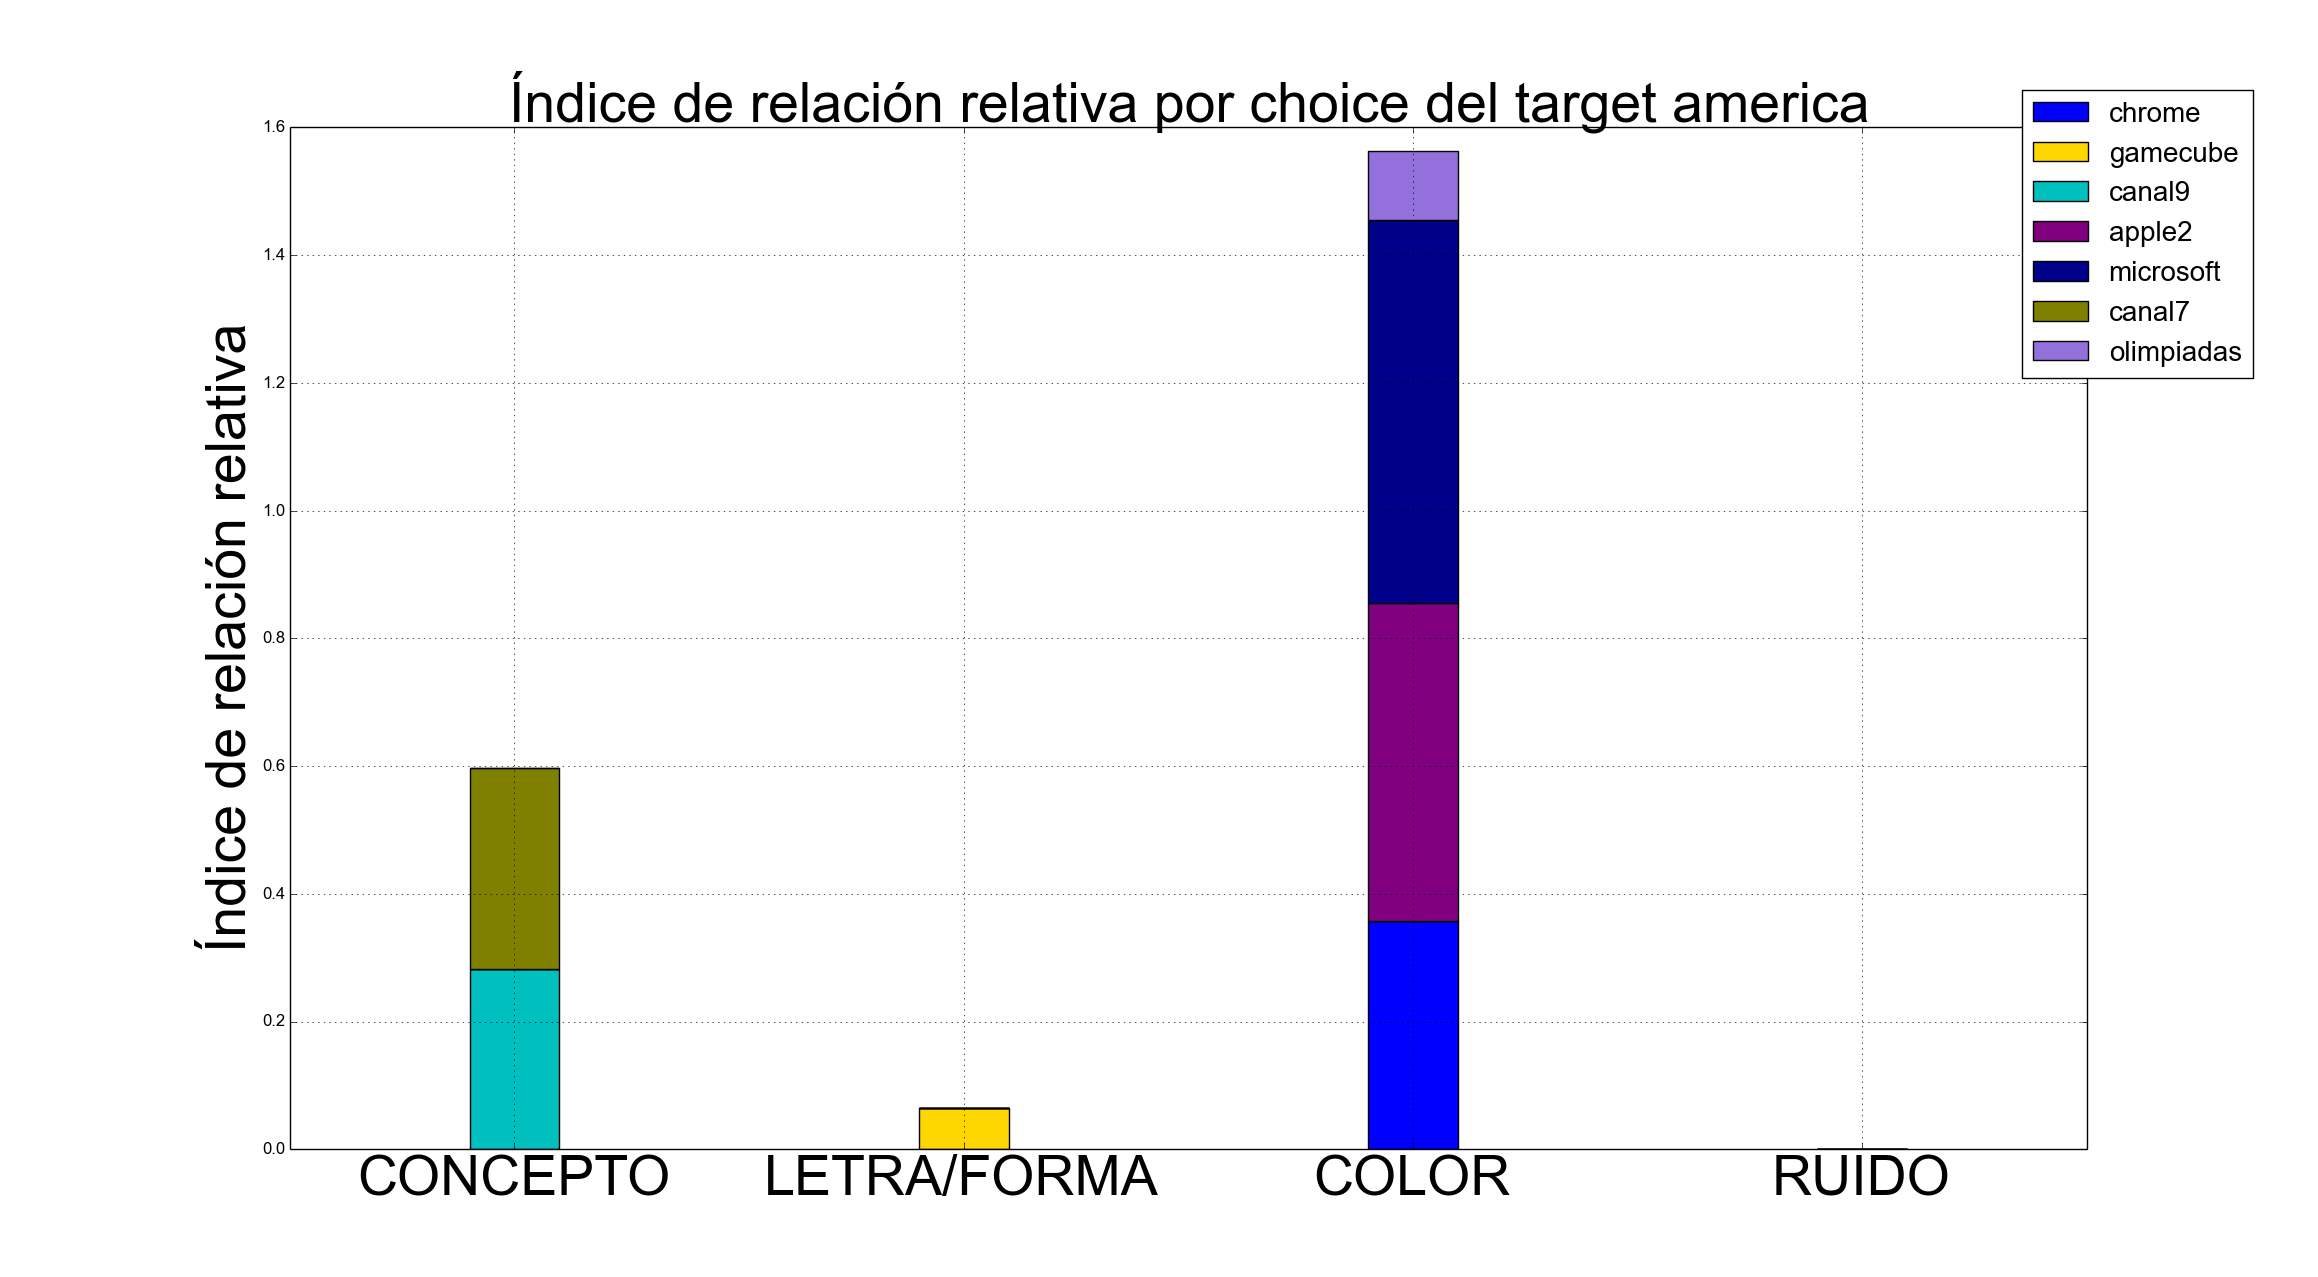 Índice de relación relativa por choice del target america
chrome
gamecube
canal9
apple2
microsoft
canal7
olimpiadas
Índice de relación relativa
1.6
1.4
1.2
1.0
0.8
0.6
0.4
0.2
0.0
CONCEPTO
LETRA/FORMA
COLOR
RUIDO